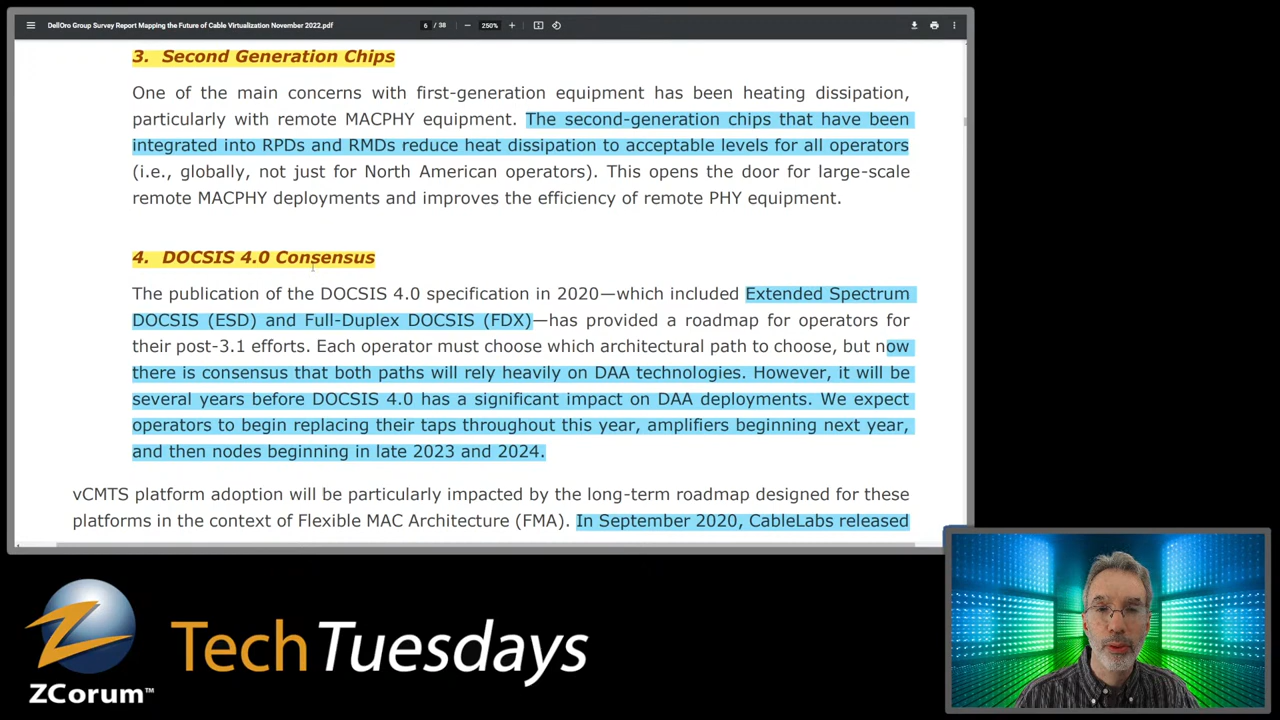 DellOro Group Survey Report Mapping the Future of Cable Virtualization November 2022.pdf
6 / 38
250%
3. Second Generation Chips
One of the main concerns with first-generation equipment has been heating dissipation,
particularly with remote MACPHY equipment. The second-generation chips that have been
integrated into RPDs and RMDs reduce heat dissipation to acceptable levels for all operators
(i.e., globally, not just for North American operators). This opens the door for large-scale
remote MACPHY deployments and improves the efficiency of remote PHY equipment.
4. DOCSIS 4.0 Consensus
The publication of the DOCSIS 4.0 specification in 2020—which included Extended Spectrum
DOCSIS (ESD) and Full-Duplex DOCSIS (FDX)—has provided a roadmap for operators for
their post-3.1 efforts. Each operator must choose which architectural path to choose, but now
there is consensus that both paths will rely heavily on DAA technologies. However, it will be
several years before DOCSIS 4.0 has a significant impact on DAA deployments. We expect
operators to begin replacing their taps throughout this year, amplifiers beginning next year,
and then nodes beginning in late 2023 and 2024.
vCMTS platform adoption will be particularly impacted by the long-term roadmap designed for these
platforms in the context of Flexible MAC Architecture (FMA). In September 2020, CableLabs released
ZCorum™
TechTuesdays